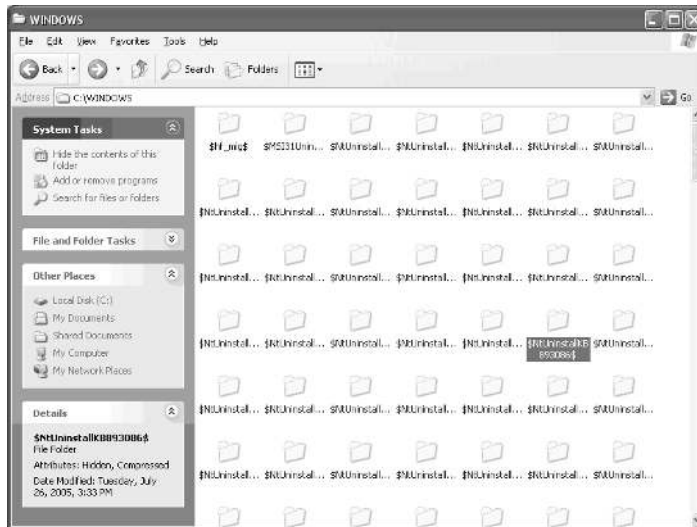 WINDOWS
File Edit View Favorites Tools Help
Back Search Folders
Address C:\WINDOWS Go
System Tasks
Hide the contents of this
folder
Add or remove programs
Search for files or folders
File and Folder Tasks
Other Places
Local Disk (C:)
My Documents
Shared Documents
My Computer
My Network Places
Details
$NtUninstallKB893086$
File Folder
Attributes: Hidden, Compressed
Date Modified: Tuesday, July
26, 2005, 3:33 PM
$hf_mig$ $MSI31Unin... $NtUninstall... $NtUninstall... $NtUninstall... $NtUninstall... $NtUninstall...
$NtUninstall... $NtUninstall... $NtUninstall... $NtUninstall... $NtUninstall... $NtUninstall... $NtUninstall...
$NtUninstall... $NtUninstall... $NtUninstall... $NtUninstall... $NtUninstall... $NtUninstall... $NtUninstall...
$NtUninstall... $NtUninstall... $NtUninstall... $NtUninstall... $NtUninstall... $NtUninstallKB $NtUninstall...
893086$
$NtUninstall... $NtUninstall... $NtUninstall... $NtUninstall... $NtUninstall... $NtUninstall... $NtUninstall...
$NtUninstall... $NtUninstall... $NtUninstall... $NtUninstall... $NtUninstall... $NtUninstall... $NtUninstall...